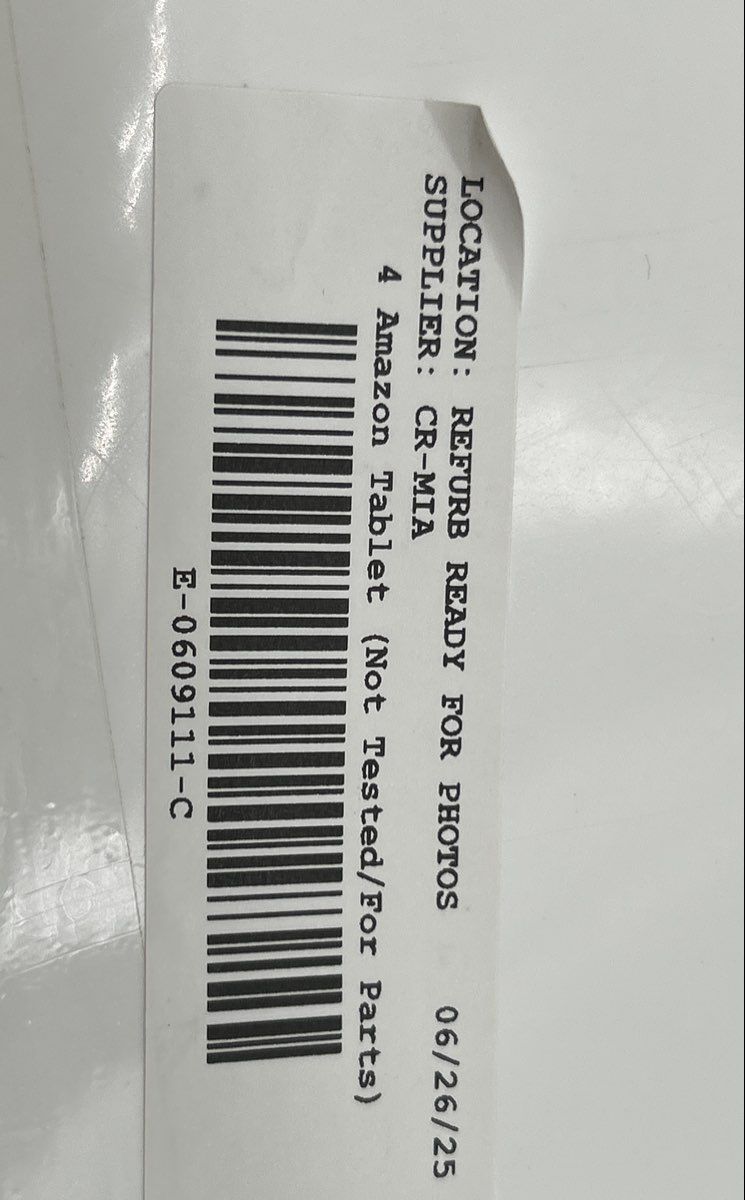 LOCATION: REFURB READY FOR PHOTOS 06/26/25
SUPPLIER: CR-MIA
4 Amazon Tablet (Not Tested/For Parts)
E-0609111-C